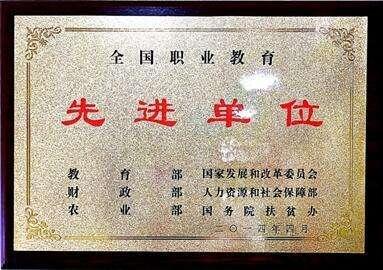 全国职业教育
先进单位
教育部 国家发展和改革委员会
财政部 人力资源和社会保障部
农业部 国务院扶贫办
二〇一四年四月